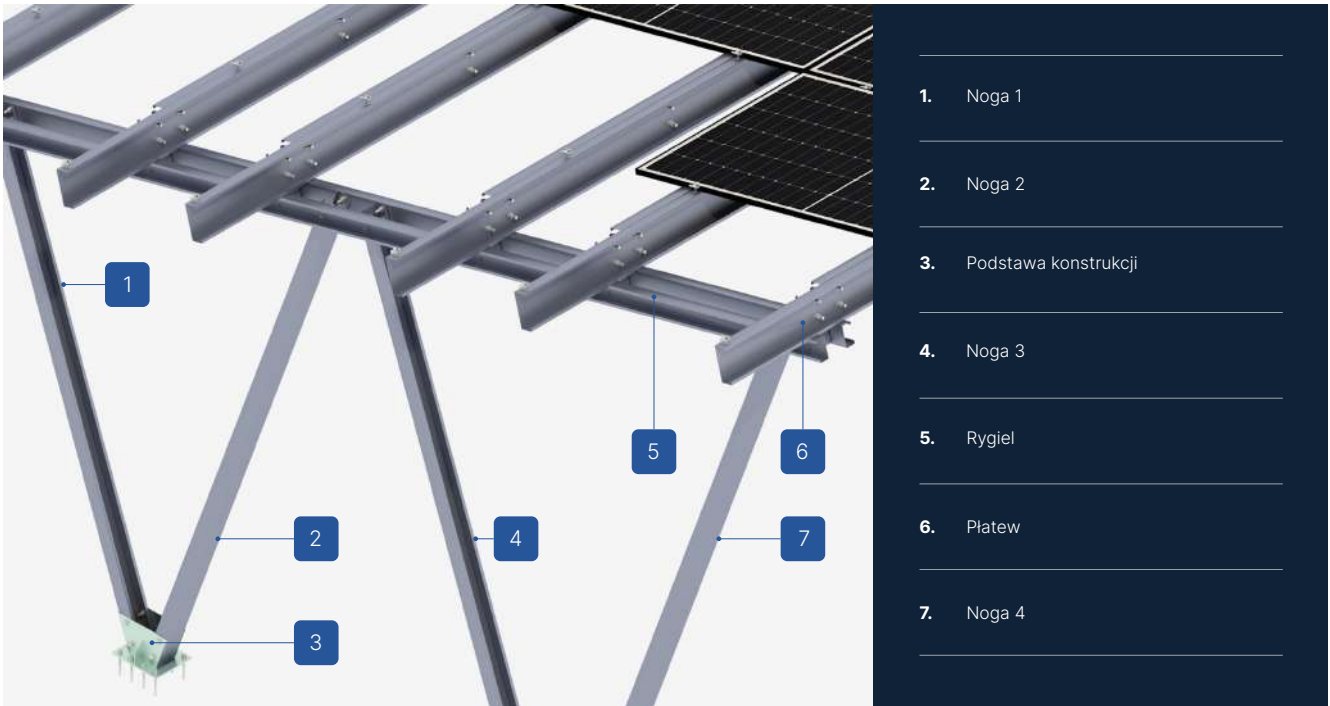 1
2
3
4
5
6
7
1. Noga 1
2. Noga 2
3. Podstawa konstrukcji
4. Noga 3
5. Rygiel
6. Płatew
7. Noga 4